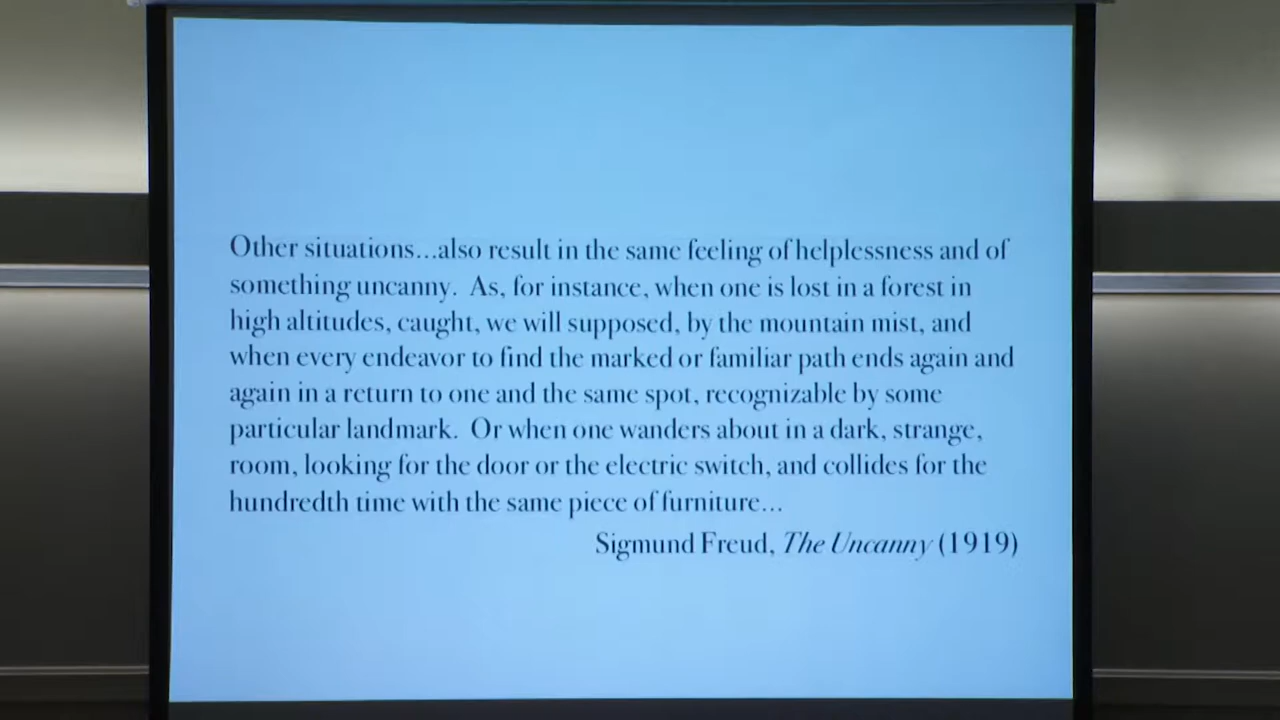 Other situations...also result in the same feeling of helplessness and of
something uncanny. As, for instance, when one is lost in a forest in
high altitudes, caught, we will supposed, by the mountain mist, and
when every endeavor to find the marked or familiar path ends again and
again in a return to one and the same spot, recognizable by some
particular landmark. Or when one wanders about in a dark, strange,
room, looking for the door or the electric switch, and collides for the
hundredth time with the same piece of furniture...
Sigmund Freud, The Uncanny (1919)